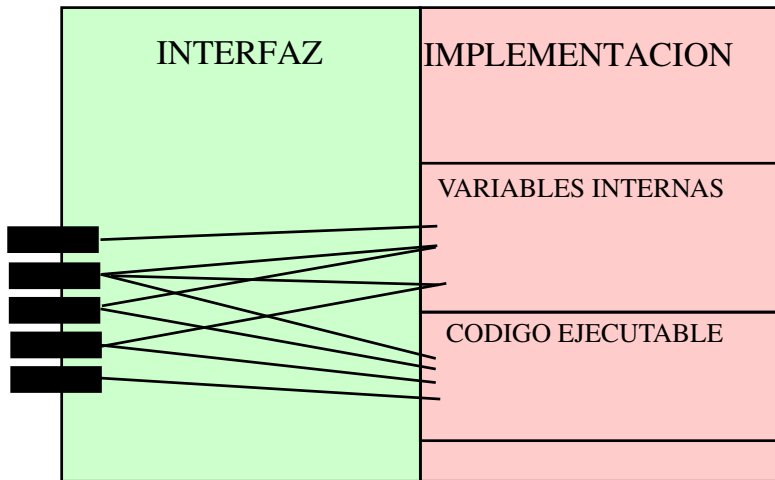 INTERFAZ
IMPLEMENTACION
VARIABLES INTERNAS
CODIGO EJECUTABLE